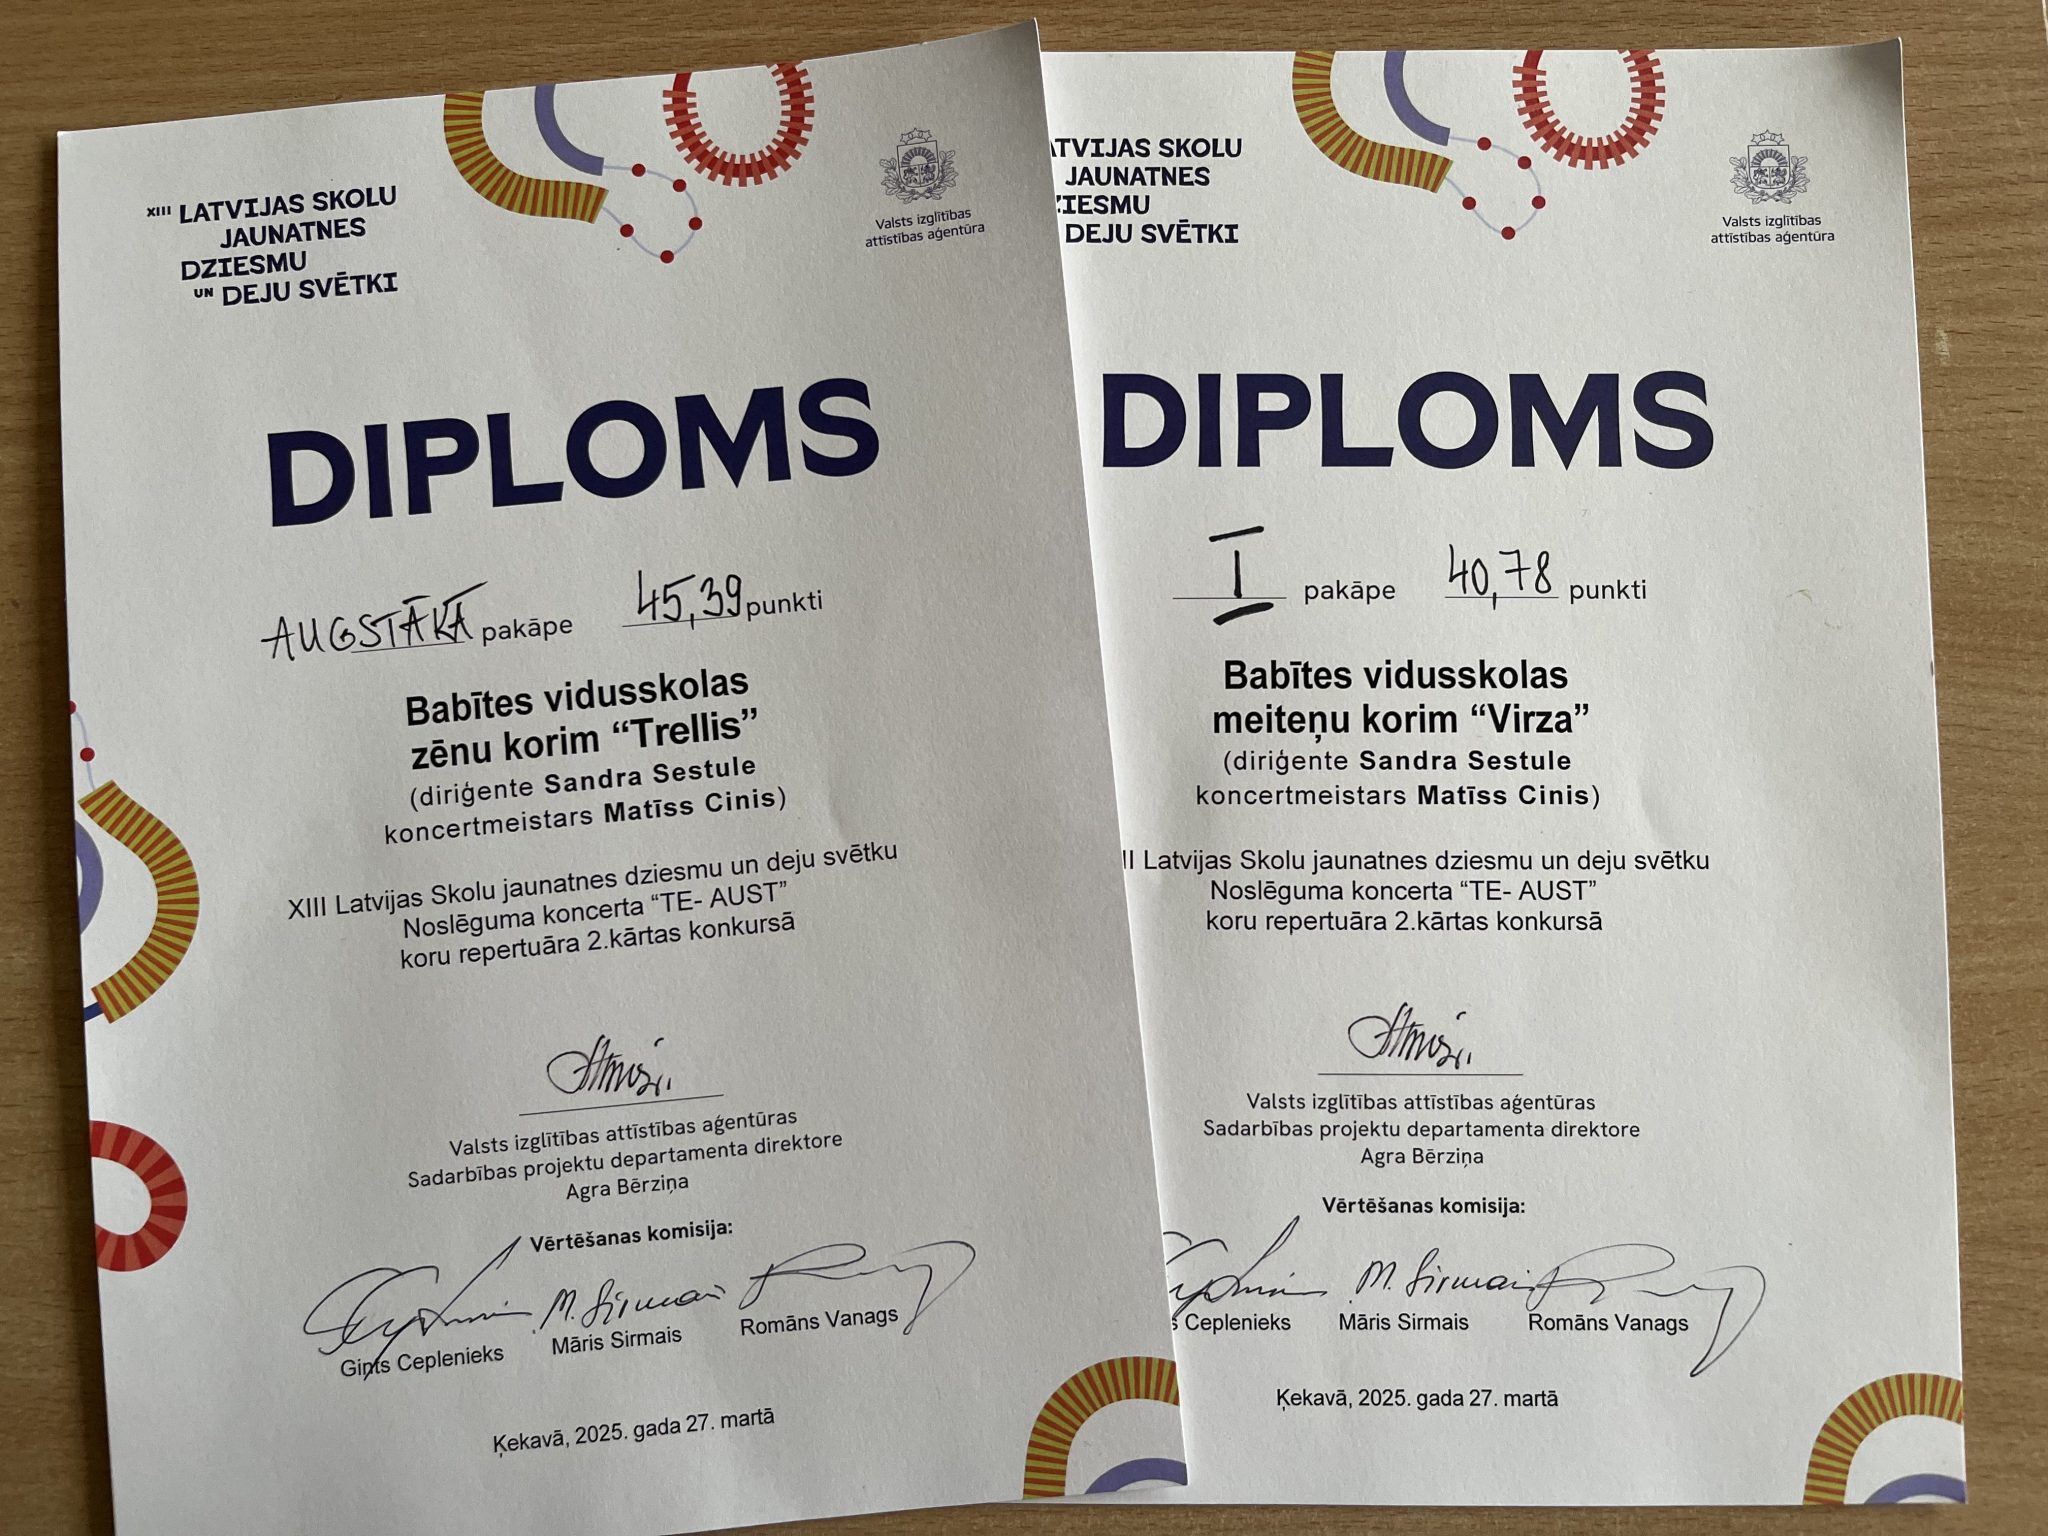 XIII LATVIJAS SKOLU
JAUNATNES
DZIESMU
UN DEJU SVĒTKI
Valsts izglītības
attīstības aģentūra
DIPLOMS
AUGSTĀKĀ pakāpe 45,39 punkti
Babītes vidusskolas
zēnu korim “Trellis”
(diriģente Sandra Sestule
koncertmeistars Matīss Cinis)
XIII Latvijas Skolu jaunatnes dziesmu un deju svētku
Noslēguma koncerta “TE- AUST”
koru repertuāra 2.kārtas konkursā
Valsts izglītības attīstības aģentūras
Sadarbības projektu departamenta direktore
Agra Bērziņa
Vērtēšanas komisija:
M. Sirmais
Gints Ceplenieks Māris Sirmais Romāns Vanags
Ķekavā, 2025. gada 27. martā
ATVIJAS SKOLU
JAUNATNES
ZIESMU
DEJU SVĒTKI
Valsts izglītības
attīstības aģentūra
DIPLOMS
I pakāpe 40,78 punkti
Babītes vidusskolas
meiteņu korim “Virza”
(diriģente Sandra Sestule
koncertmeistars Matīss Cinis)
II Latvijas Skolu jaunatnes dziesmu un deju svētku
Noslēguma koncerta “TE- AUST”
koru repertuāra 2.kārtas konkursā
Valsts izglītības attīstības aģentūras
Sadarbības projektu departamenta direktore
Agra Bērziņa
Vērtēšanas komisija:
M. Sirmais
s Ceplenieks Māris Sirmais Romāns Vanags
Ķekavā, 2025. gada 27. martā